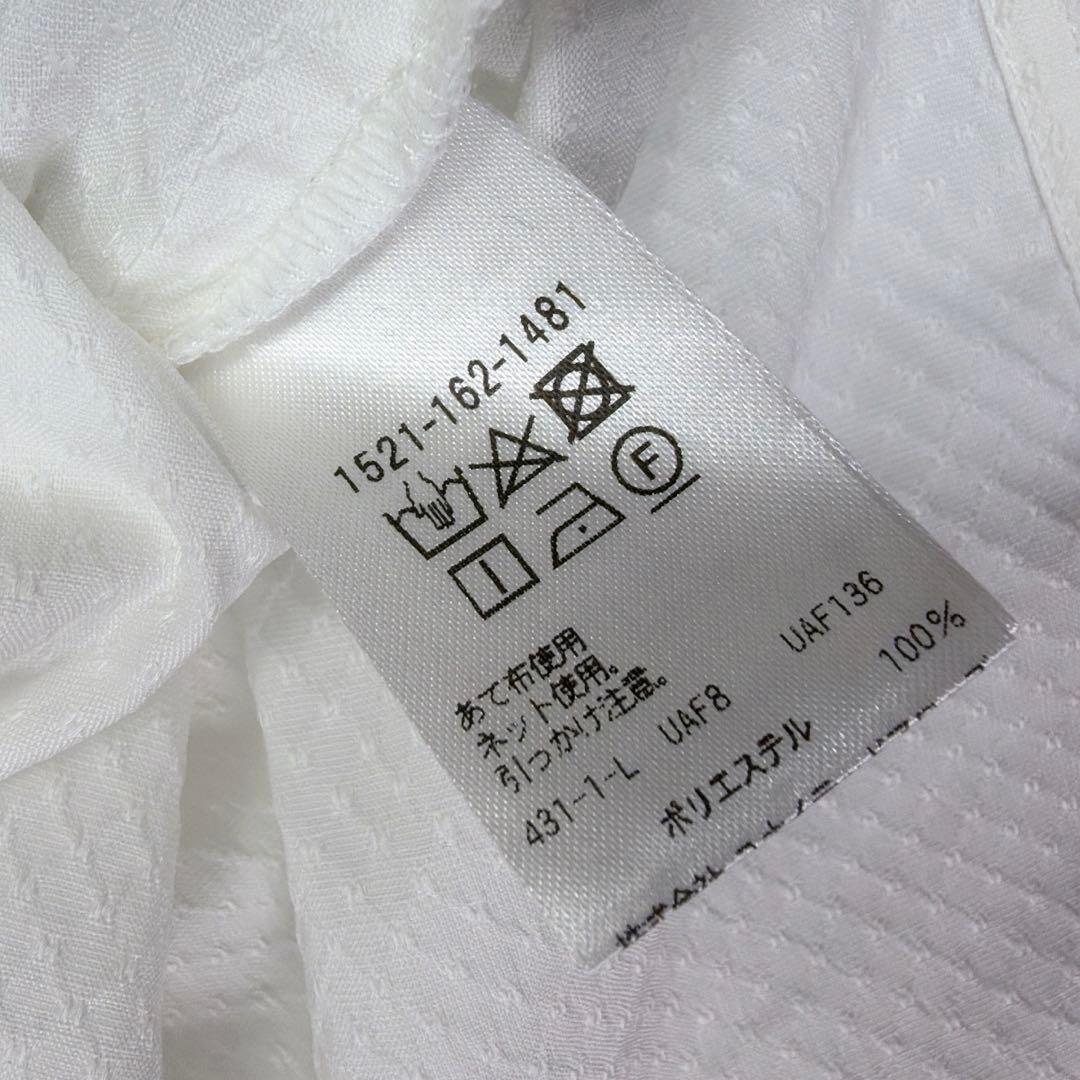 1521-162-1481
F
あて布使用
ネット使用。
引っかけ注意。
431-1-L UAF8 UAF136
ポリエステル 100%